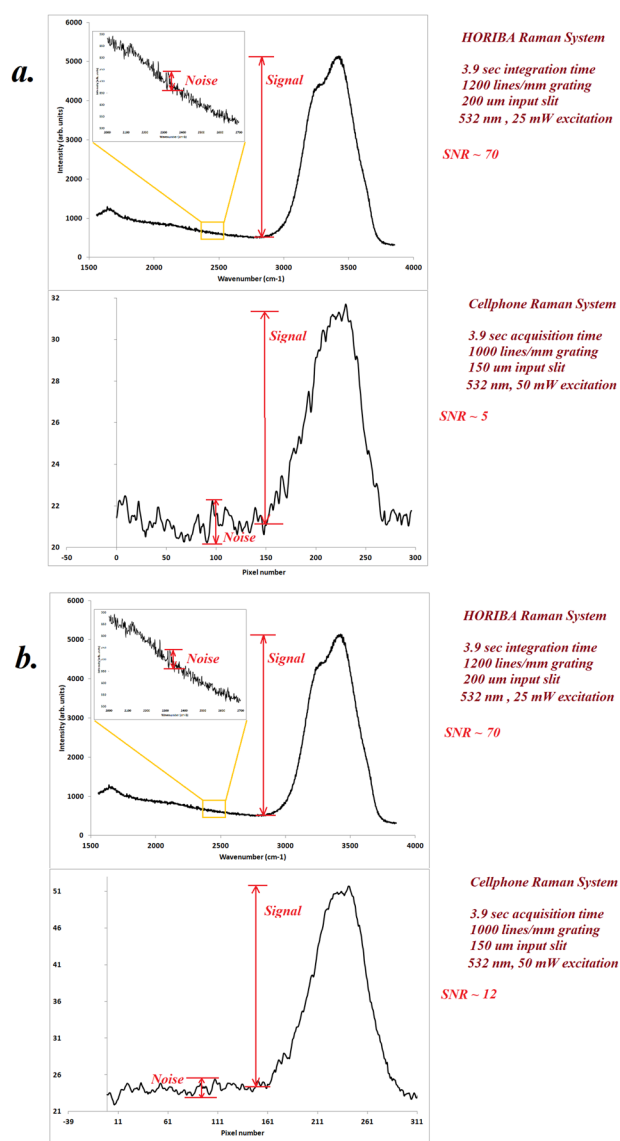 a.
HORIBA Raman System
3.9 sec integration time
1200 lines/mm grating
200 um input slit
532 nm , 25 mW excitation
SNR ~ 70
6000
5000
4000
3000
2000
1000
0
Intensity (arb. units)
Noise
Signal
1500 2000 2500 3000 3500 4000
Wavenumber (cm-1)
Cellphone Raman System
3.9 sec acquisition time
1000 lines/mm grating
150 um input slit
532 nm, 50 mW excitation
SNR ~ 5
32
30
28
26
24
22
20
Signal
Noise
-50 0 50 100 150 200 250 300
Pixel number
b.
HORIBA Raman System
3.9 sec integration time
1200 lines/mm grating
200 um input slit
532 nm , 25 mW excitation
SNR ~ 70
6000
5000
4000
3000
2000
1000
0
Intensity (arb. units)
Noise
Signal
1500 2000 2500 3000 3500 4000
Wavenumber (cm-1)
Cellphone Raman System
3.9 sec acquisition time
1000 lines/mm grating
150 um input slit
532 nm, 50 mW excitation
SNR ~ 12
51
46
41
36
31
26
21
Signal
Noise
-39 11 61 111 161 211 261 311
Pixel number